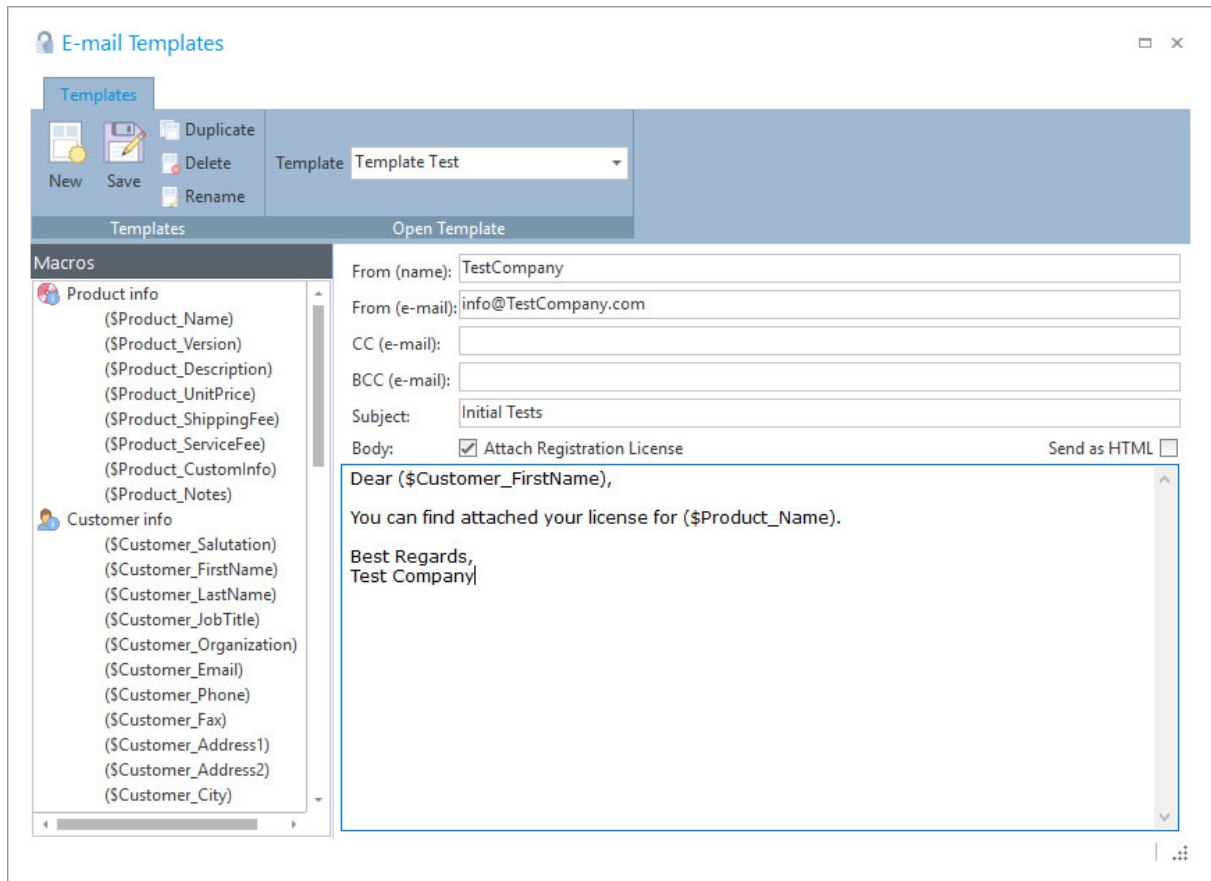 E-mail Templates
Templates
New
Save
Duplicate
Delete
Rename
Template Template Test
Templates
Open Template
Macros
Product info
($Product_Name)
($Product_Version)
($Product_Description)
($Product_UnitPrice)
($Product_ShippingFee)
($Product_ServiceFee)
($Product_CustomInfo)
($Product_Notes)
Customer info
($Customer_Salutation)
($Customer_FirstName)
($Customer_LastName)
($Customer_JobTitle)
($Customer_Organization)
($Customer_Email)
($Customer_Phone)
($Customer_Fax)
($Customer_Address1)
($Customer_Address2)
($Customer_City)
From (name): TestCompany
From (e-mail): info@TestCompany.com
CC (e-mail):
BCC (e-mail):
Subject: Initial Tests
Body: Attach Registration License Send as HTML
Dear ($Customer_FirstName),
You can find attached your license for ($Product_Name).
Best Regards,
Test Company